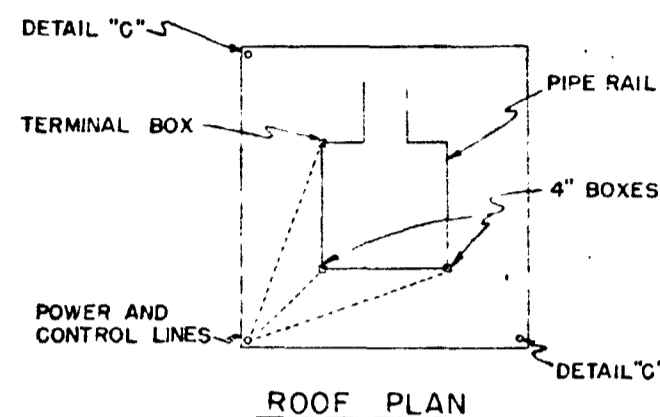 DETAIL "C"
PIPE RAIL
TERMINAL BOX
4" BOXES
POWER AND
CONTROL LINES
DETAIL "C"
ROOF PLAN